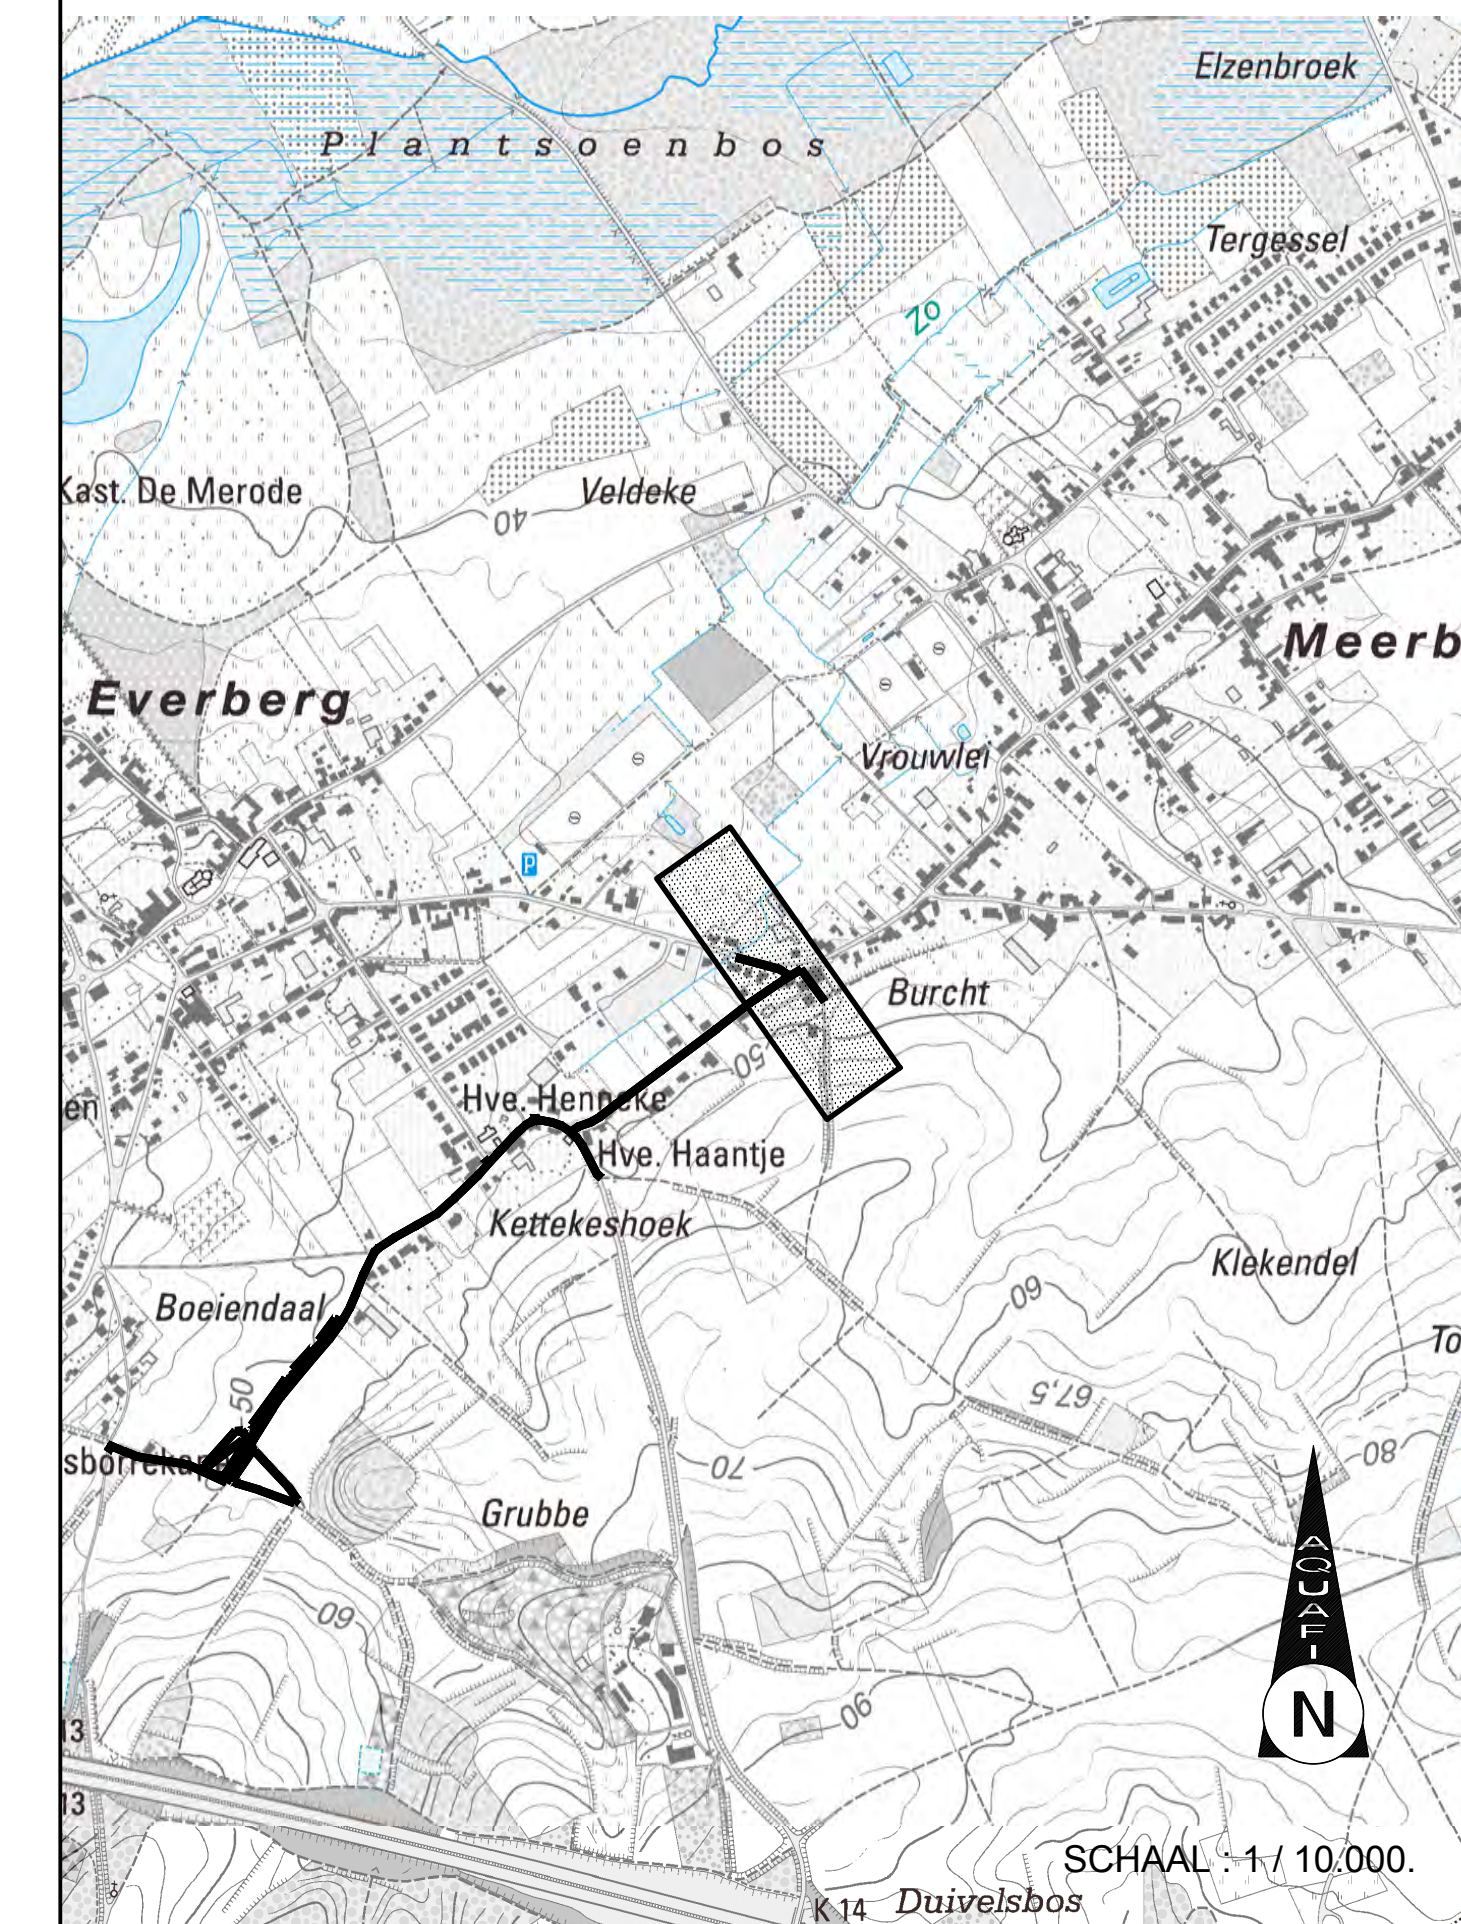 Elzenbroek
Plantsoenbos
Tergessel
Zo
Kast. De Merode
Veldeke
40
Meerb
Everberg
Vrouwlei
P
Burcht
50
Hve. Henneke
en
Hve. Haantje
Kettekeshoek
Klekendel
60
Boeiendaal
To
67,5
50
80
70
Grubbe
60
AQUAFI
N
90
13
13
SCHAAL : 1 / 10.000.
K 14
Duivelsbos